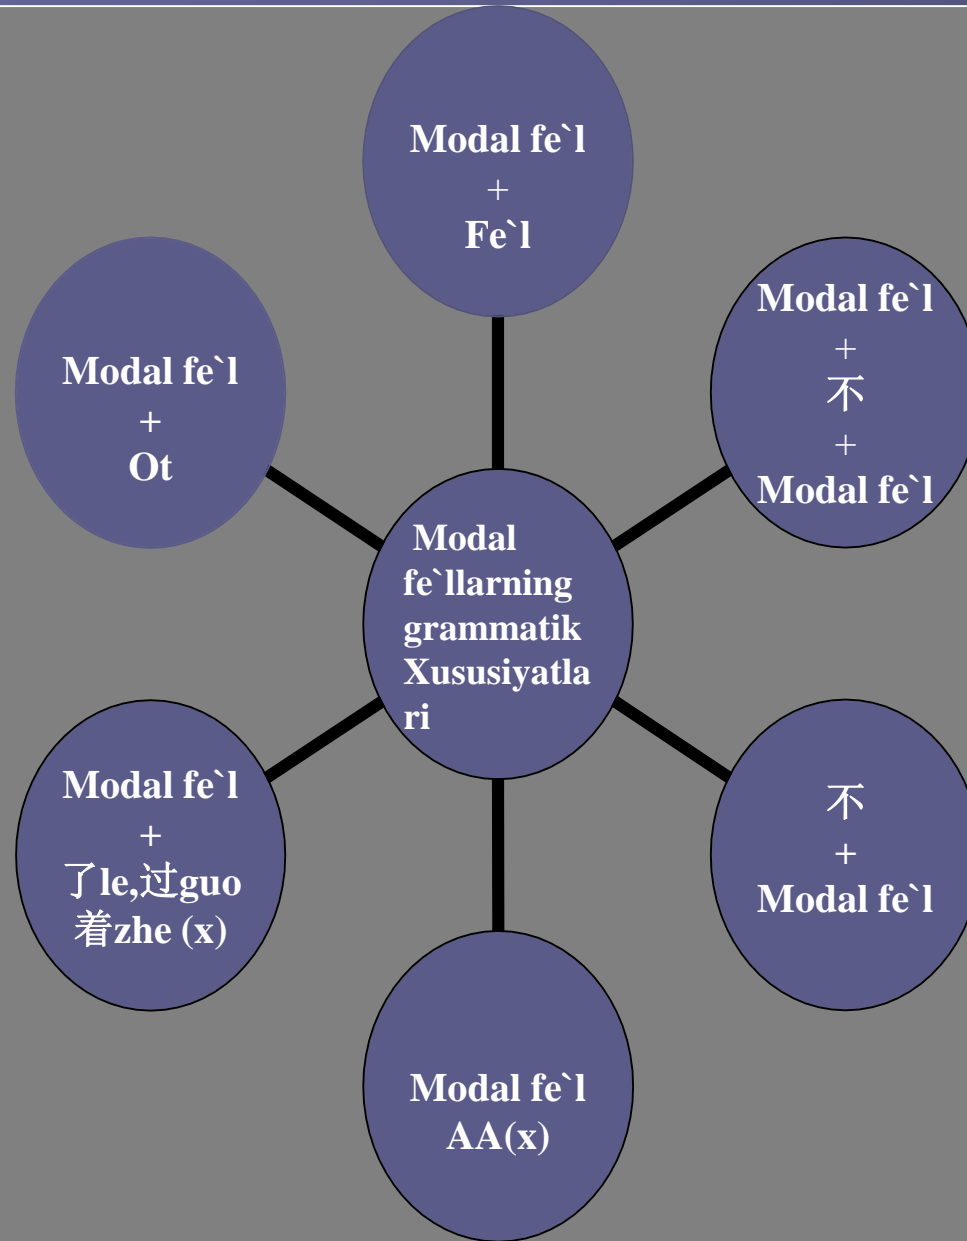 Modal fe`l
+
Fe`l
Modal fe`l
+
不
+
Modal fe`l
Modal fe`l
+
Ot
Modal
fe`llarning
grammatik
Xususiyatla
ri
不
+
Modal fe`l
Modal fe`l
+
了le,过guo
着zhe (x)
Modal fe`l
AA(x)